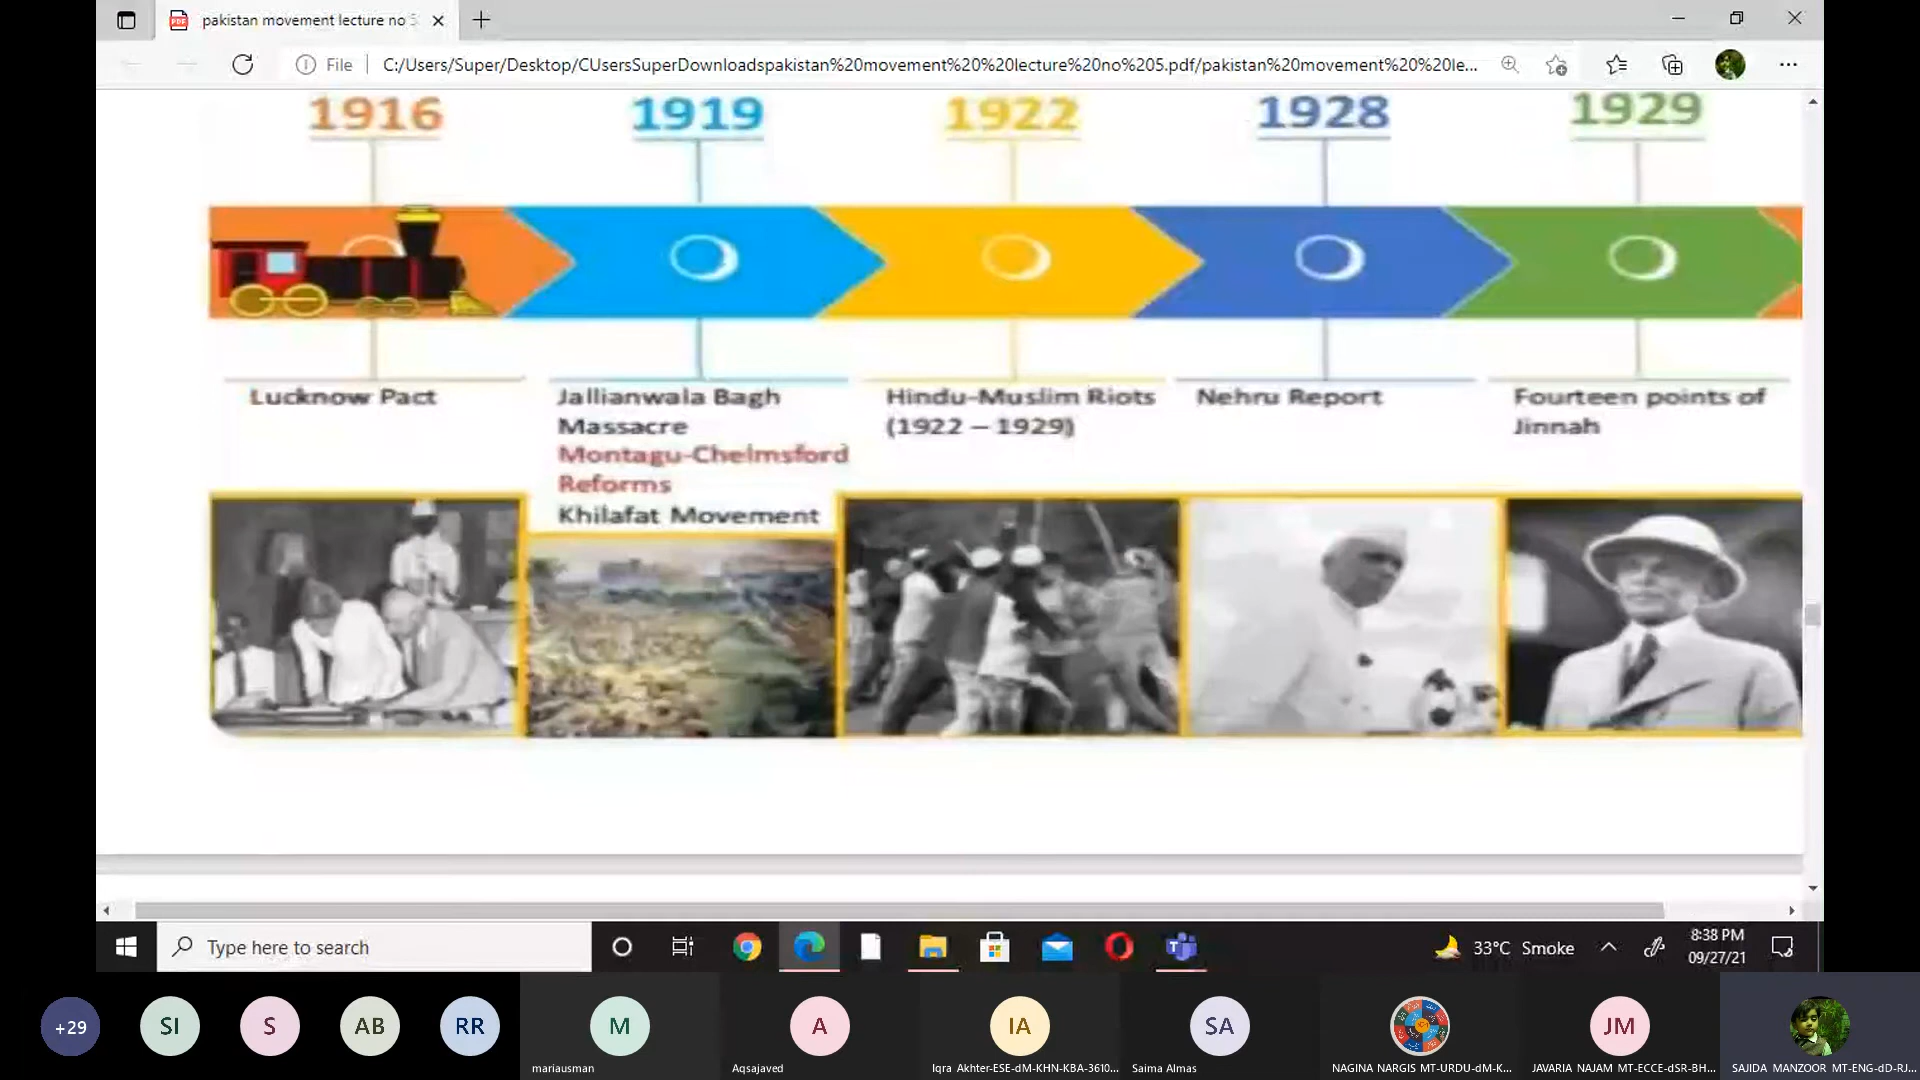 pakistan movement lecture no 5
File
C:/Users/Super/Desktop/CUsersSuperDownloadspakistan%20movement%20%20lecture%20no%205.pdf/pakistan%20movement%20%20le...
1916
1919
1922
1928
1929
Lucknow Pact
Jallianwala Bagh
Massacre
Montagu-Chelmsford
Reforms
Khilafat Movement
Hindu-Muslim Riots
(1922 – 1929)
Nehru Report
Fourteen points of
Jinnah
Type here to search
33°C Smoke
8:38 PM
09/27/21
+29
SI
S
AB
RR
M
mariausman
A
Aqsajaved
IA
Iqra Akhter-ESE-dM-KHN-KBA-3610...
SA
Saima Almas
NAGINA NARGIS MT-URDU-dM-K...
JM
JAVARIA NAJAM MT-ECCE-dSR-BH...
SAJIDA MANZOOR MT-ENG-dD-RJ...